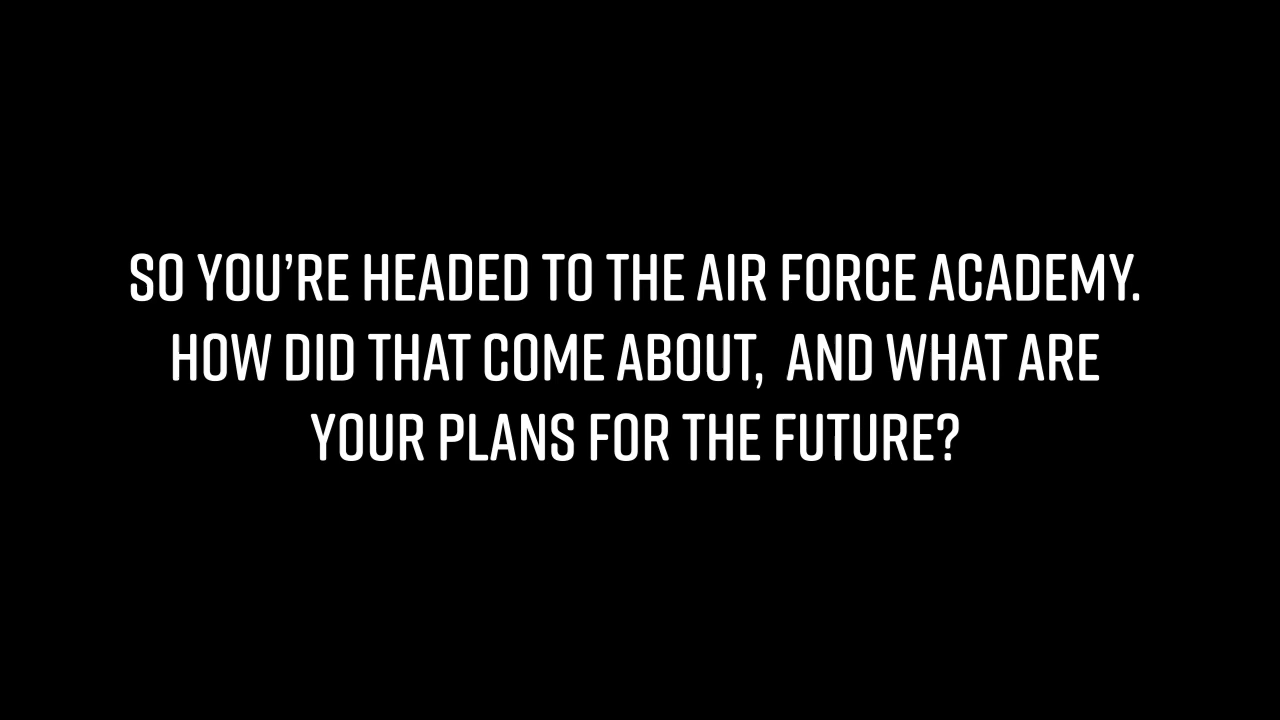 SO YOU’RE HEADED TO THE AIR FORCE ACADEMY.
HOW DID THAT COME ABOUT,  AND WHAT ARE
YOUR PLANS FOR THE FUTURE?